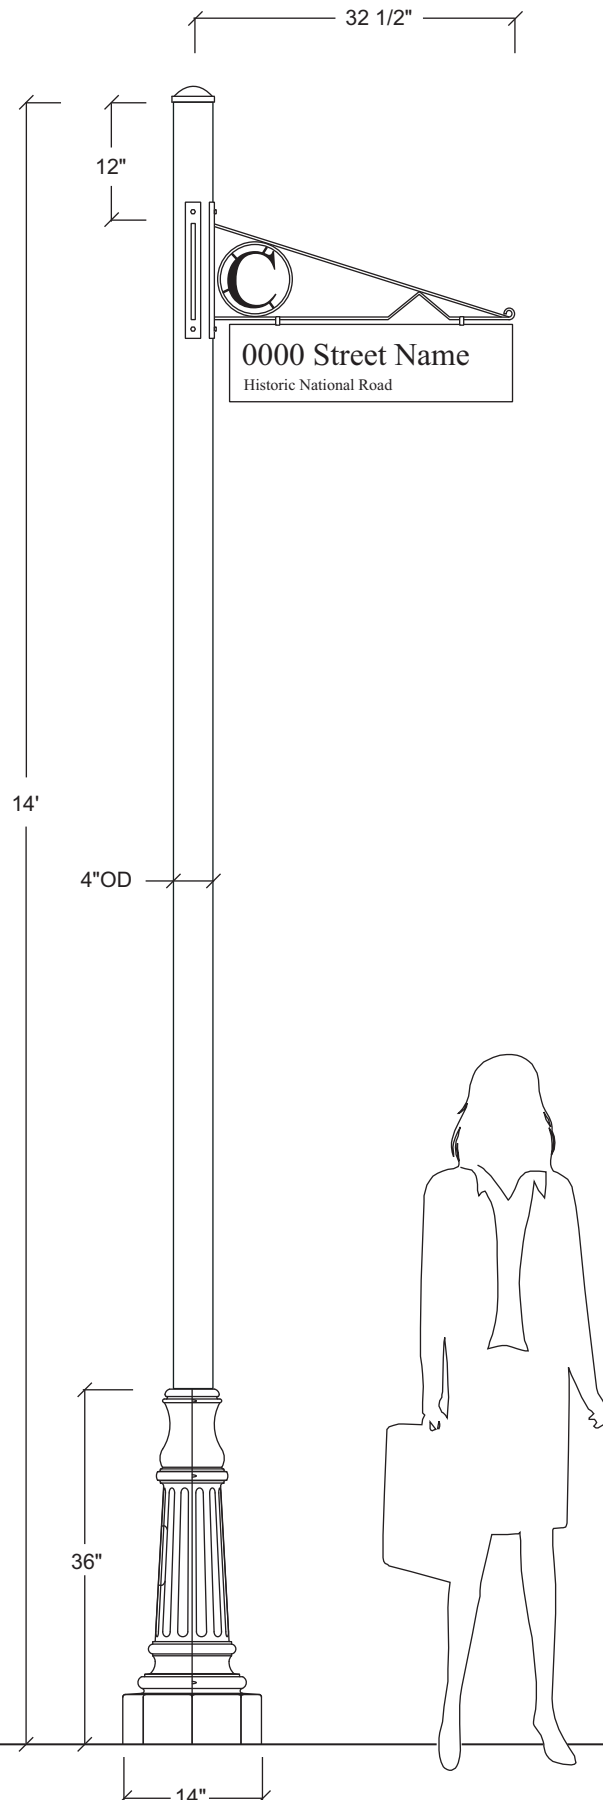 32 1/2"
12"
C
0000 Street Name
Historic National Road
14'
4"OD
36"
14"